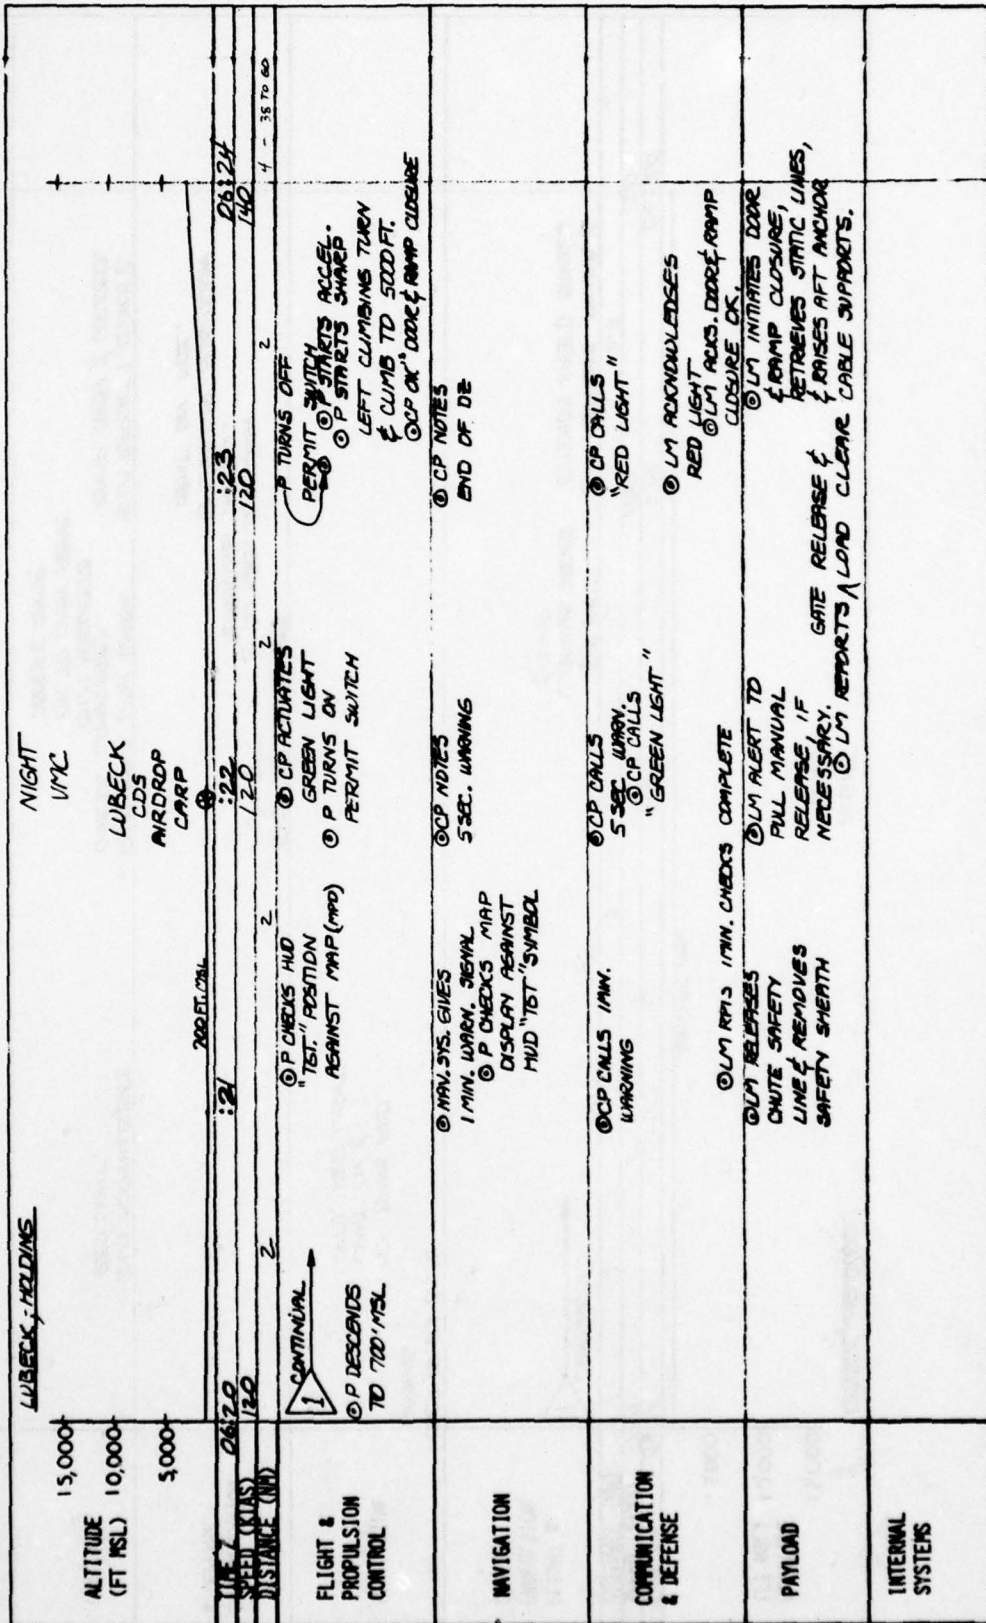 LUBECK; HOLDING
NIGHT
VMC
LUBECK
CDS
AIRDROP
CARP
ALTITUDE
(FT MSL)
15,000
10,000
5,000
700 FT. MSL
TIME Z 0620 :21 :22 :23 0624
SPEED (KIAS) 120 120 120 140
DISTANCE (NM) 2 2 2 2 4 - 38 TO GO
FLIGHT &
PROPULSION
CONTROL
1 CONTINUAL
P DESCENDS
TO 700' MSL
P CHECKS HUD
"TGT." POSITION
AGAINST MAP (MPD)
CP ACTUATES
GREEN LIGHT
P TURNS ON
PERMIT SWITCH
P TURNS OFF
PERMIT SWITCH
P STARTS ACCEL.
P STARTS SHARP
LEFT CLIMBING TURN
& CLIMB TO 5000 FT.
CP OK" DOOR & RAMP CLOSURE
NAVIGATION
NAV. SYS. GIVES
1 MIN. WARN. SIGNAL
P CHECKS MAP
DISPLAY AGAINST
HUD "TGT" SYMBOL
CP NOTES
5 SEC. WARNING
CP NOTES
END OF DZ
COMMUNICATION
& DEFENSE
CP CALLS 1 MIN.
WARNING
LM RPTS 1 MIN. CHECKS COMPLETE
CP CALLS
5 SEC WARN.
CP CALLS
"GREEN LIGHT"
CP CALLS
"RED LIGHT"
LM ACKNOWLEDGES
RED LIGHT
LM ACKS. DOOR & RAMP
CLOSURE OK.
PAYLOAD
LM RELEASES
CHUTE SAFETY
LINE & REMOVES
SAFETY SHEATH
LM ALERT TO
PULL MANUAL
RELEASE, IF
NECESSARY.
GATE RELEASE &
LM REPORTS ^ LOAD CLEAR
LM INITIATES DOOR
& RAMP CLOSURE,
RETRIEVES STATIC LINES,
& RAISES AFT ANCHOR
CABLE SUPPORTS.
INTERNAL
SYSTEMS